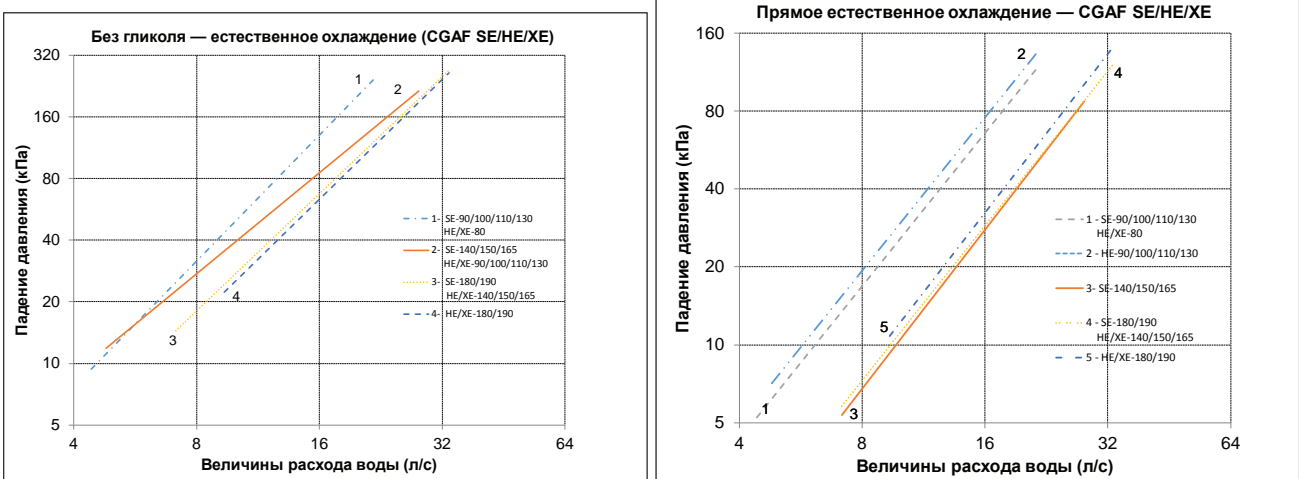 Без гликоля — естественное охлаждение (CGAF SE/HE/XE)
320
160
80
40
20
10
5
4
8
16
32
64
Падение давления (кПа)
Величины расхода воды (л/с)
1
2
3
4
1- SE-90/100/110/130
HE/XE-80
2- SE-140/150/165
HE/XE-90/100/110/130
3- SE-180/190
HE/XE-140/150/165
4- HE/XE-180/190
Прямое естественное охлаждение — CGAF SE/HE/XE
160
80
40
20
10
5
4
8
16
32
64
Падение давления (кПа)
Величины расхода воды (л/с)
2
4
5
1
3
1 - SE-90/100/110/130
HE/XE-80
2 - HE-90/100/110/130
3- SE-140/150/165
4 - SE-180/190
HE/XE-140/150/165
5 - HE/XE-180/190